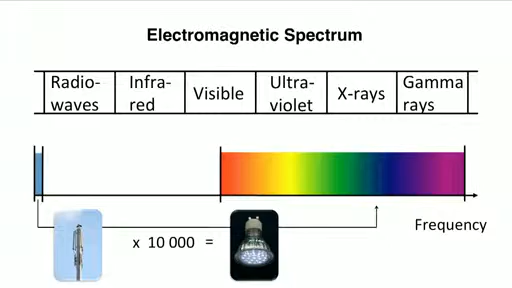 Electromagnetic Spectrum
Radio- Infra- Visible Ultra- X-rays Gamma
waves red violet rays
Frequency
x 10 000 =